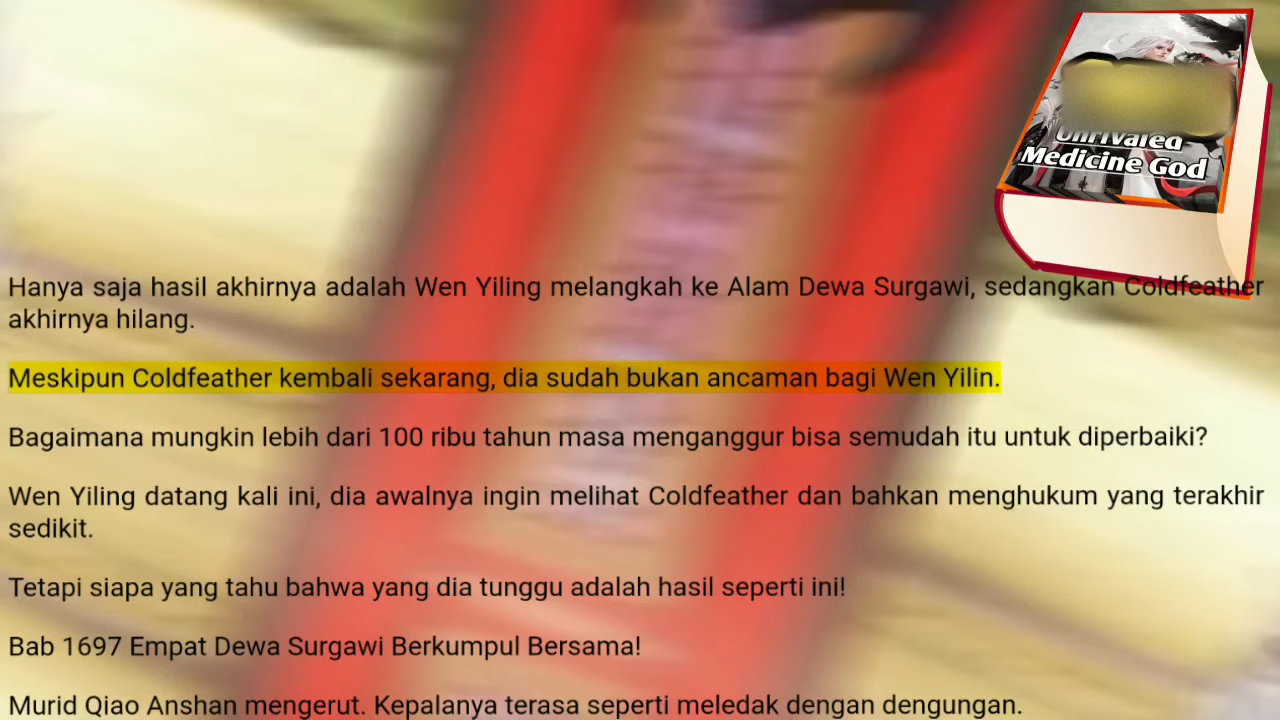 Unrivaled
Medicine God
Hanya saja hasil akhirnya adalah Wen Yiling melangkah ke Alam Dewa Surgawi, sedangkan Coldfeather
akhirnya hilang.
Meskipun Coldfeather kembali sekarang, dia sudah bukan ancaman bagi Wen Yilin.
Bagaimana mungkin lebih dari 100 ribu tahun masa menganggur bisa semudah itu untuk diperbaiki?
Wen Yiling datang kali ini, dia awalnya ingin melihat Coldfeather dan bahkan menghukum yang terakhir
sedikit.
Tetapi siapa yang tahu bahwa yang dia tunggu adalah hasil seperti ini!
Bab 1697 Empat Dewa Surgawi Berkumpul Bersama!
Murid Qiao Anshan mengerut. Kepalanya terasa seperti meledak dengan dengungan.